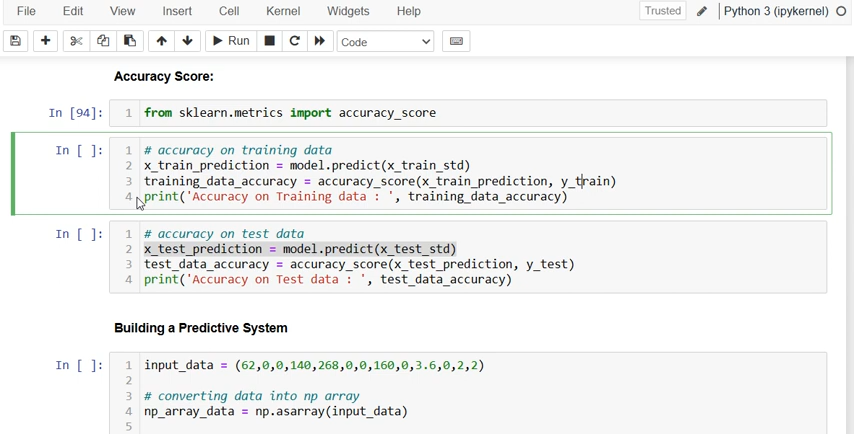 File Edit View Insert Cell Kernel Widgets Help Trusted Python 3 (ipykernel)
Run Code
Accuracy Score:
In [94]: 1 from sklearn.metrics import accuracy_score
In [ ]: 1 # accuracy on training data
2 x_train_prediction = model.predict(x_train_std)
3 training_data_accuracy = accuracy_score(x_train_prediction, y_train)
4 print('Accuracy on Training data : ', training_data_accuracy)
In [ ]: 1 # accuracy on test data
2 x_test_prediction = model.predict(x_test_std)
3 test_data_accuracy = accuracy_score(x_test_prediction, y_test)
4 print('Accuracy on Test data : ', test_data_accuracy)
Building a Predictive System
In [ ]: 1 input_data = (62,0,0,140,268,0,0,160,0,3.6,0,2,2)
2
3 # converting data into np array
4 np_array_data = np.asarray(input_data)
5